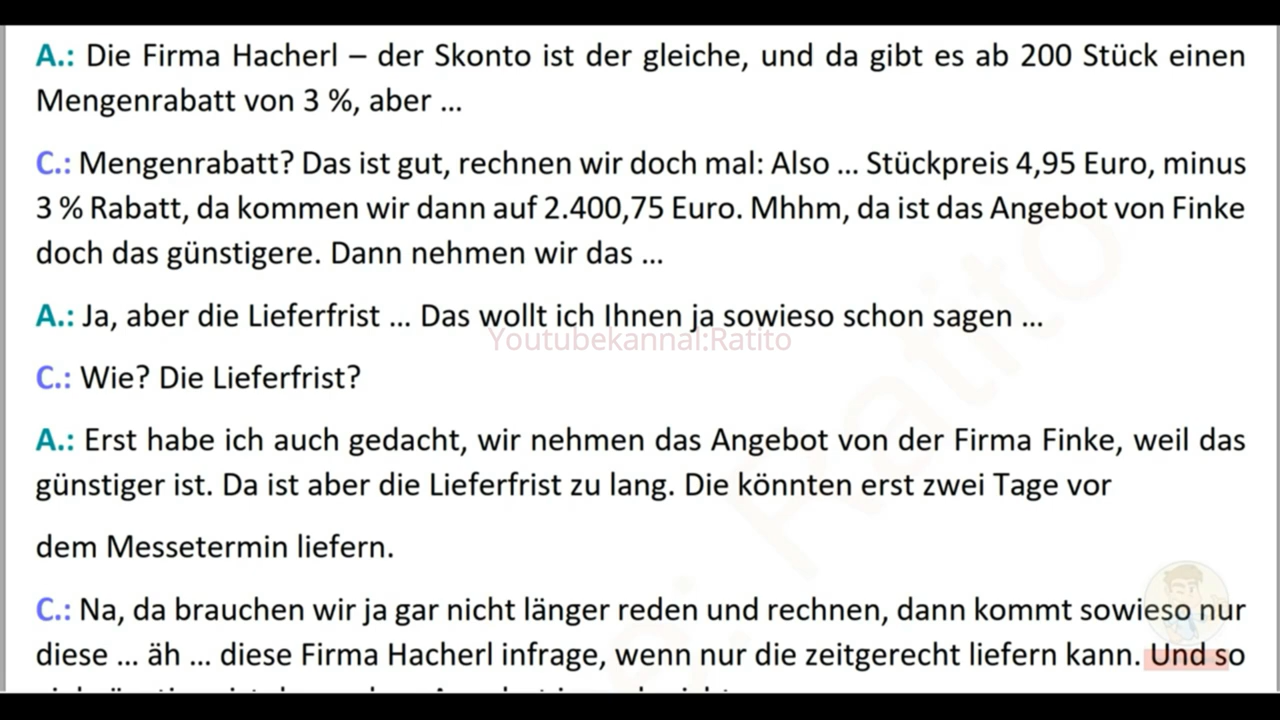 A.: Die Firma Hacherl – der Skonto ist der gleiche, und da gibt es ab 200 Stück einen
Mengenrabatt von 3 %, aber ...
C.: Mengenrabatt? Das ist gut, rechnen wir doch mal: Also ... Stückpreis 4,95 Euro, minus
3 % Rabatt, da kommen wir dann auf 2.400,75 Euro. Mhhm, da ist das Angebot von Finke
doch das günstigere. Dann nehmen wir das ...
A.: Ja, aber die Lieferfrist ... Das wollt ich Ihnen ja sowieso schon sagen ...
Youtubekannal:Ratito
C.: Wie? Die Lieferfrist?
A.: Erst habe ich auch gedacht, wir nehmen das Angebot von der Firma Finke, weil das
günstiger ist. Da ist aber die Lieferfrist zu lang. Die könnten erst zwei Tage vor
dem Messetermin liefern.
C.: Na, da brauchen wir ja gar nicht länger reden und rechnen, dann kommt sowieso nur
diese ... äh ... diese Firma Hacherl infrage, wenn nur die zeitgerecht liefern kann. Und so
Ratito